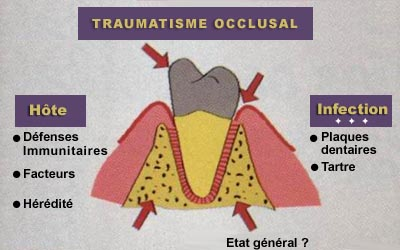 TRAUMATISME OCCLUSAL
Hôte
● Défenses
Immunitaires
● Facteurs
● Hérédité
Infection
● Plaques
dentaires
● Tartre
Etat général ?